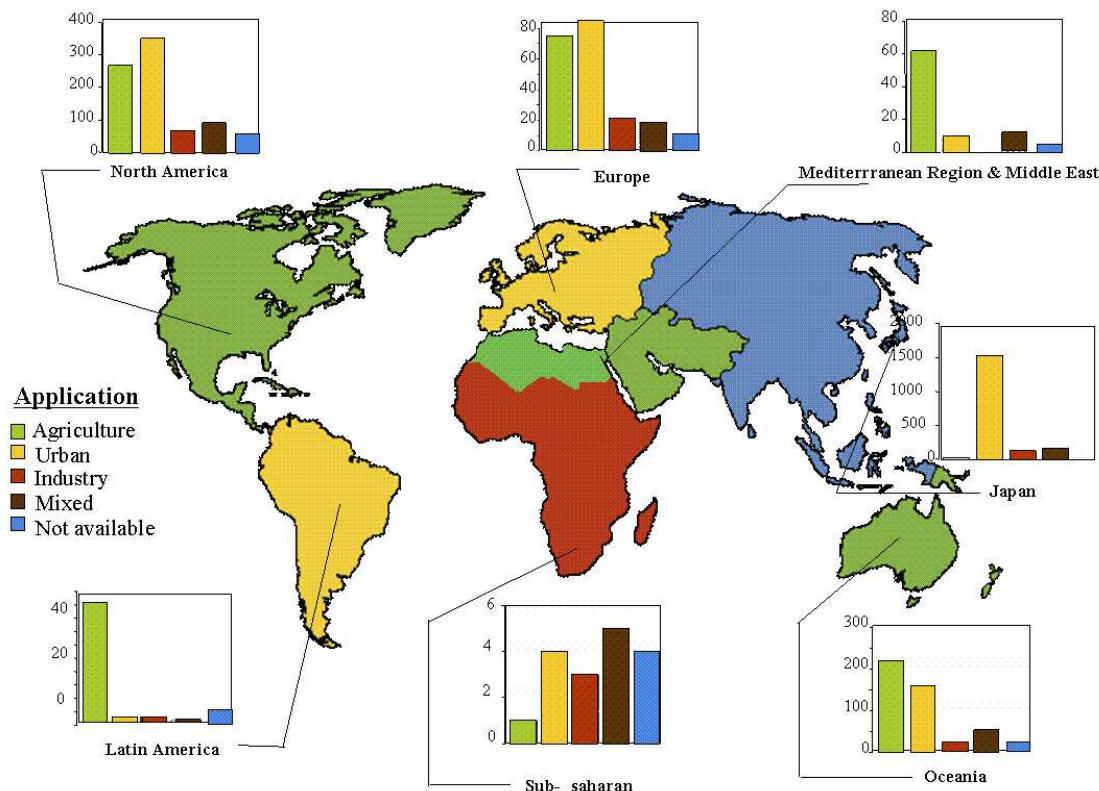 400
300
200
100
0
North America
80
60
40
20
0
Europe
80
60
40
20
0
Mediterrranean Region & Middle East
2000
1500
1000
500
0
Japan
Application
Agriculture
Urban
Industry
Mixed
Not available
40
20
0
Latin America
6
4
2
0
Sub- saharan
300
200
100
0
Oceania